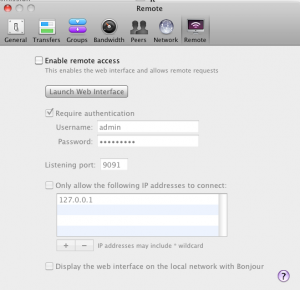 Remote
General Transfers Groups Bandwidth Peers Network Remote
Enable remote access
This enables the web interface and allows remote requests
Launch Web Interface
Require authentication
Username: admin
Password: •••••••••
Listening port: 9091
Only allow the following IP addresses to connect:
127.0.0.1
+ − IP addresses may include * wildcard
Display the web interface on the local network with Bonjour
?